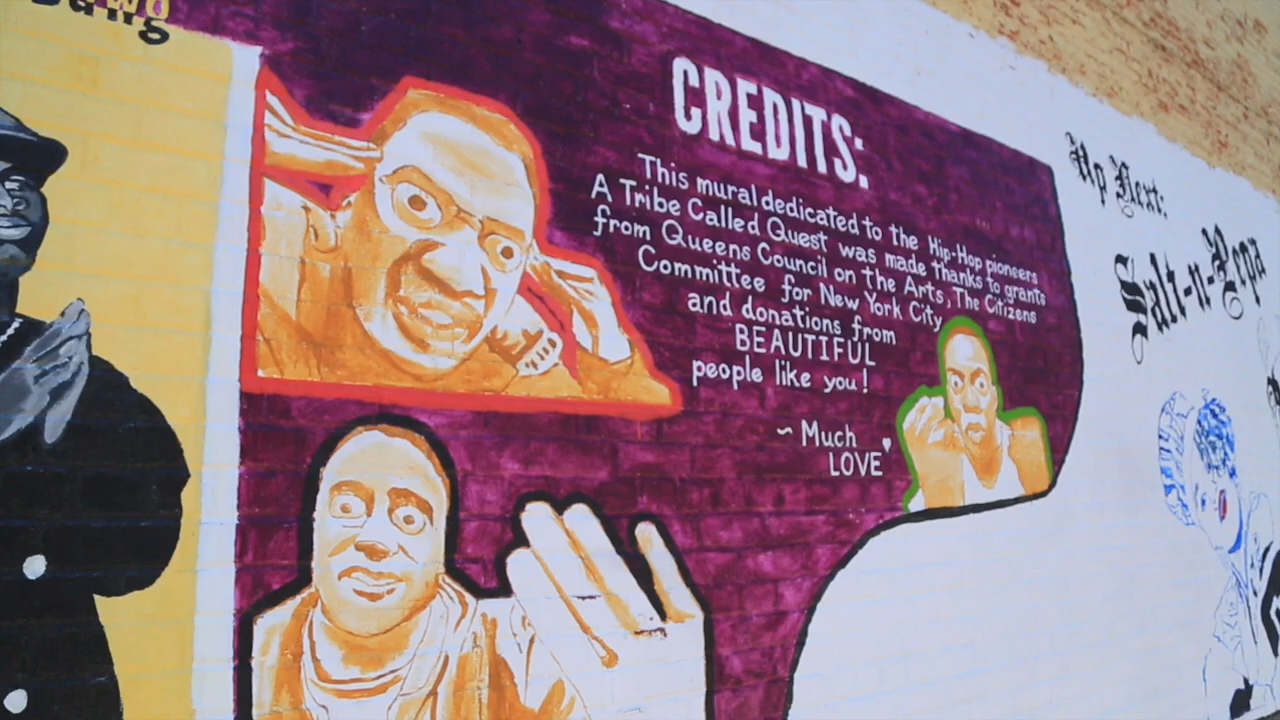 CREDITS:
This mural dedicated to the Hip-Hop pioneers
A Tribe Called Quest was made thanks to grants
from Queens Council on the Arts, The Citizens
Committee for New York City
and donations from
BEAUTIFUL
people like you!
~ Much
LOVE
Up Next:
Salt-n-Pepa